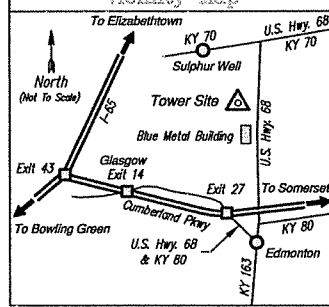 Vicinity Map
To Elizabethtown
KY 70
U.S. Hwy. 68
KY 70
Sulphur Well
North
(Not To Scale)
I-65
Tower Site
Blue Metal Building
U.S. Hwy. 68
Exit 43
Glasgow
Exit 14
Exit 27
To Somerset
Cumberland Pkwy
KY 80
To Bowling Green
U.S. Hwy. 68
& KY 80
Edmonton
KY 163